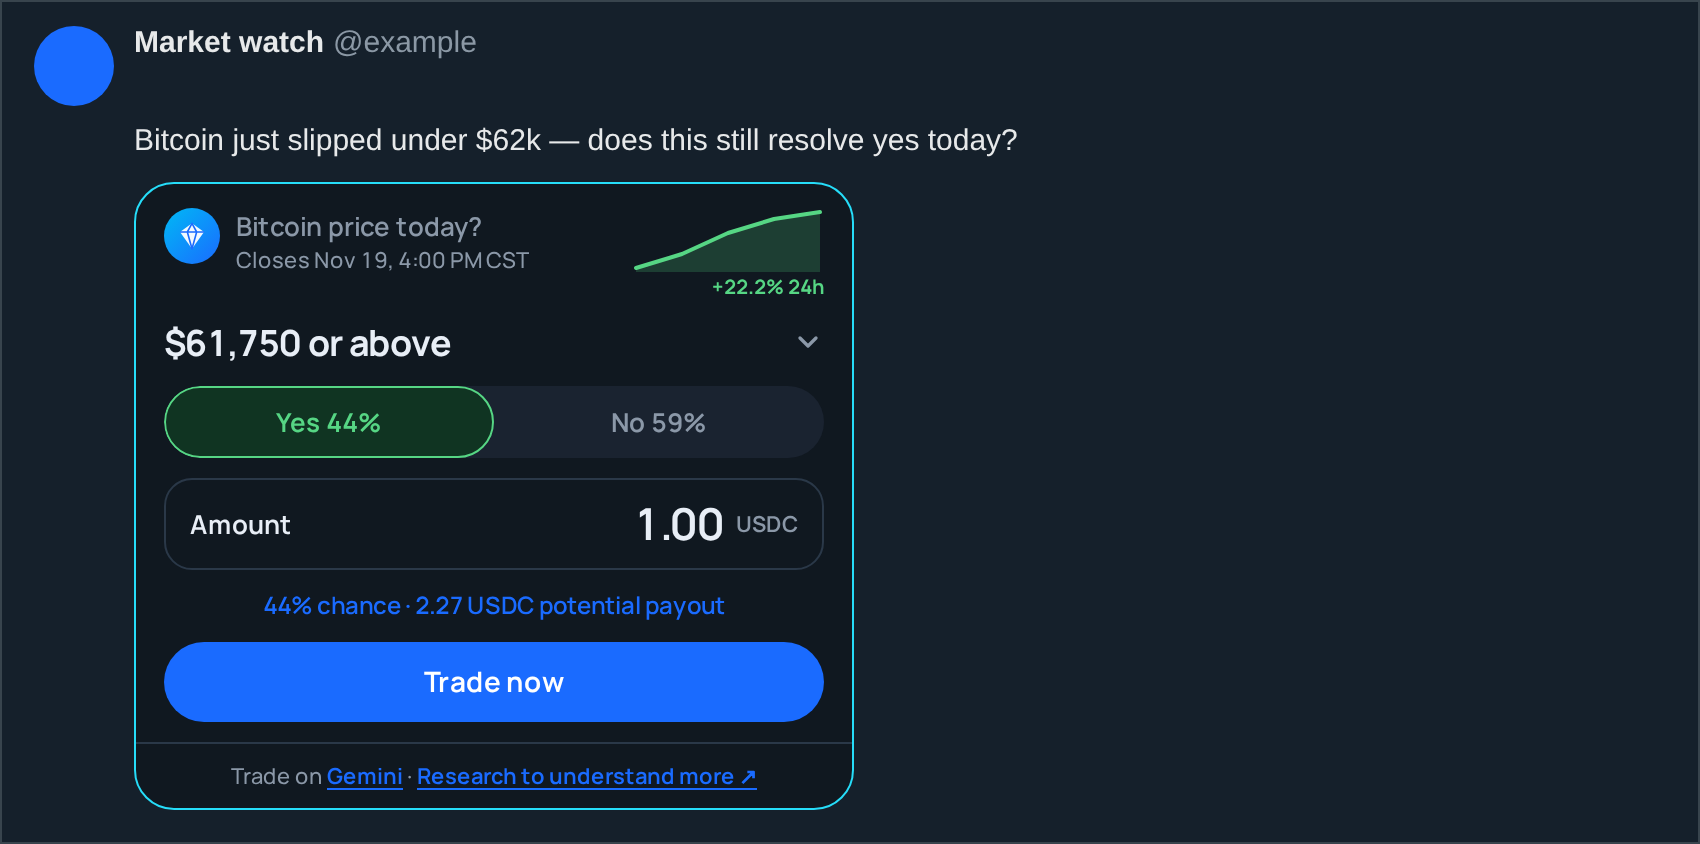 Market watch @example
Bitcoin just slipped under $62k — does this still resolve yes today?
Bitcoin price today?
Closes Nov 19, 4:00 PM CST
+22.2% 24h
$61,750 or above
Yes 44%
No 59%
Amount
1.00 USDC
44% chance · 2.27 USDC potential payout
Trade now
Trade on Gemini · Research to understand more ↗